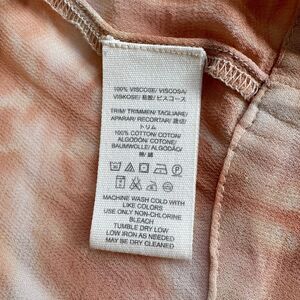 100% VISCOSE/ VISCOSA/
VISKOSE/ 粘胶/ ビスコース
TRIM/ TRIMMEN/ TAGLIARE/
APARAR/ RECORTAR/
トリム
100% COTTON/ COTON/
ALGODÓN/ COTONE/
BAUMWOLLE/ ALGODÃO/
棉/ 綿
MACHINE WASH COLD WITH
LIKE COLORS
USE ONLY NON-CHLORINE
BLEACH
TUMBLE DRY LOW
LOW IRON AS NEEDED
MAY BE DRY CLEANED